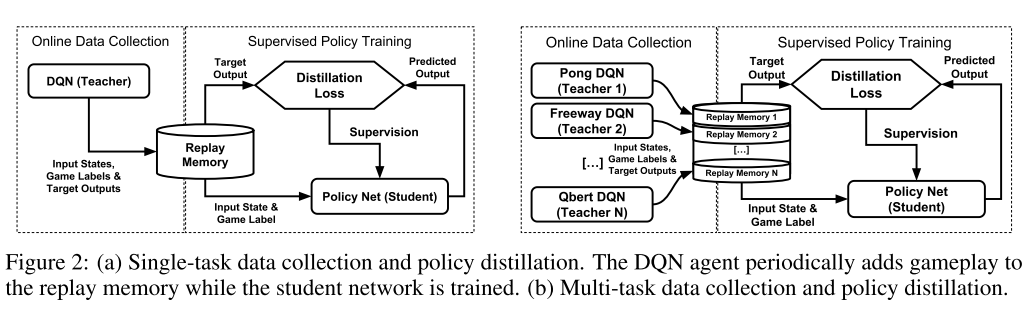 Online Data Collection
Supervised Policy Training
DQN (Teacher)
Target
Output
Distillation
Loss
Predicted
Output
Supervision
Replay
Memory
Input States,
Game Labels &
Target Outputs
Input State &
Game Label
Policy Net (Student)
Online Data Collection
Supervised Policy Training
Pong DQN
(Teacher 1)
Freeway DQN
(Teacher 2)
[...]
Qbert DQN
(Teacher N)
Input States,
Game Labels &
Target Outputs
Replay Memory 1
Replay Memory 2
[...]
Replay Memory N
Target
Output
Distillation
Loss
Predicted
Output
Supervision
Input State &
Game Label
Policy Net
(Student)
Figure 2: (a) Single-task data collection and policy distillation. The DQN agent periodically adds gameplay to
the replay memory while the student network is trained. (b) Multi-task data collection and policy distillation.